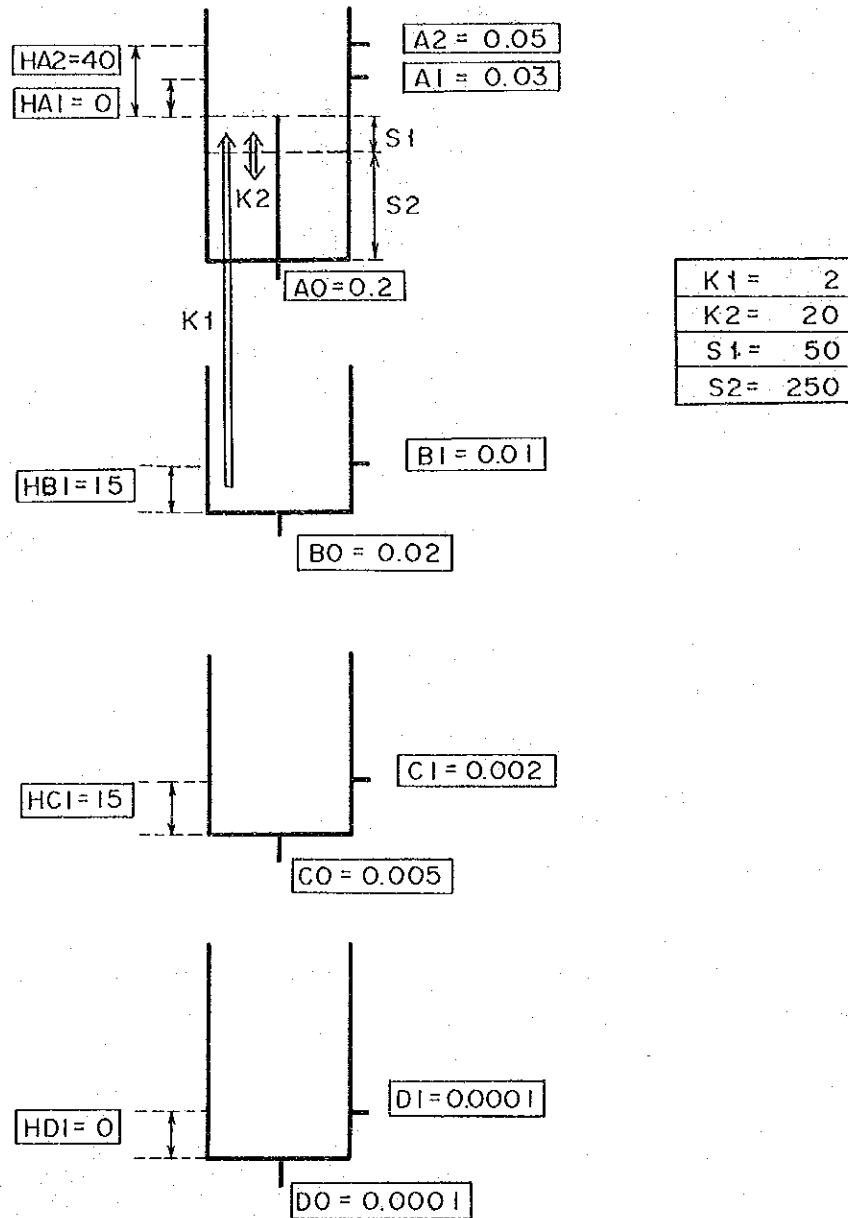 HA2=40
A2 = 0.05
HA1= 0
A1 = 0.03
S1
K2
S2
A0=0.2
K1
K1= 2
K2= 20
S1= 50
S2= 250
HB1=15
B1 = 0.01
B0 = 0.02
HC1=15
C1 = 0.002
C0 = 0.005
HD1= 0
D1=0.0001
D0 = 0.0001